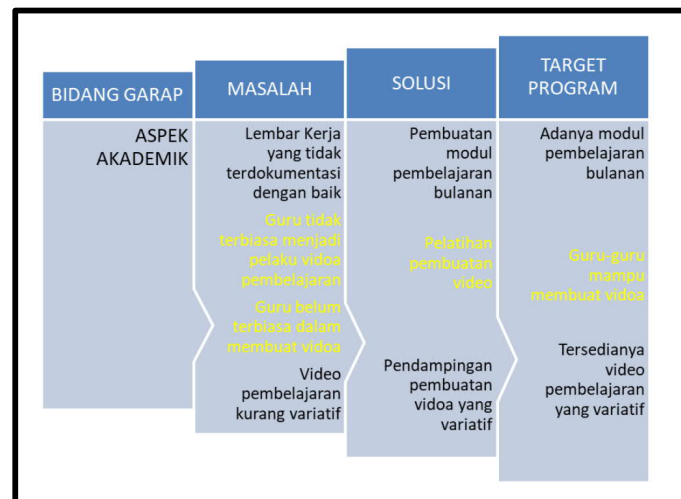 BIDANG GARAP
ASPEK
AKADEMIK
MASALAH
Lembar Kerja
yang tidak
terdokumentasi
dengan baik
Guru tidak
terbiasa menjadi
pelaku vidoa
pembelajaran
Guru belum
terbiasa dalam
membuat vidoa
Video
pembelajaran
kurang variatif
SOLUSI
Pembuatan
modul
pembelajaran
bulanan
Pelatihan
pembuatan
video
Pendampingan
pembuatan
vidoa yang
variatif
TARGET
PROGRAM
Adanya modul
pembelajaran
bulanan
Guru-guru
mampu
membuat vidoa
Tersedianya
video
pembelajaran
yang variatif